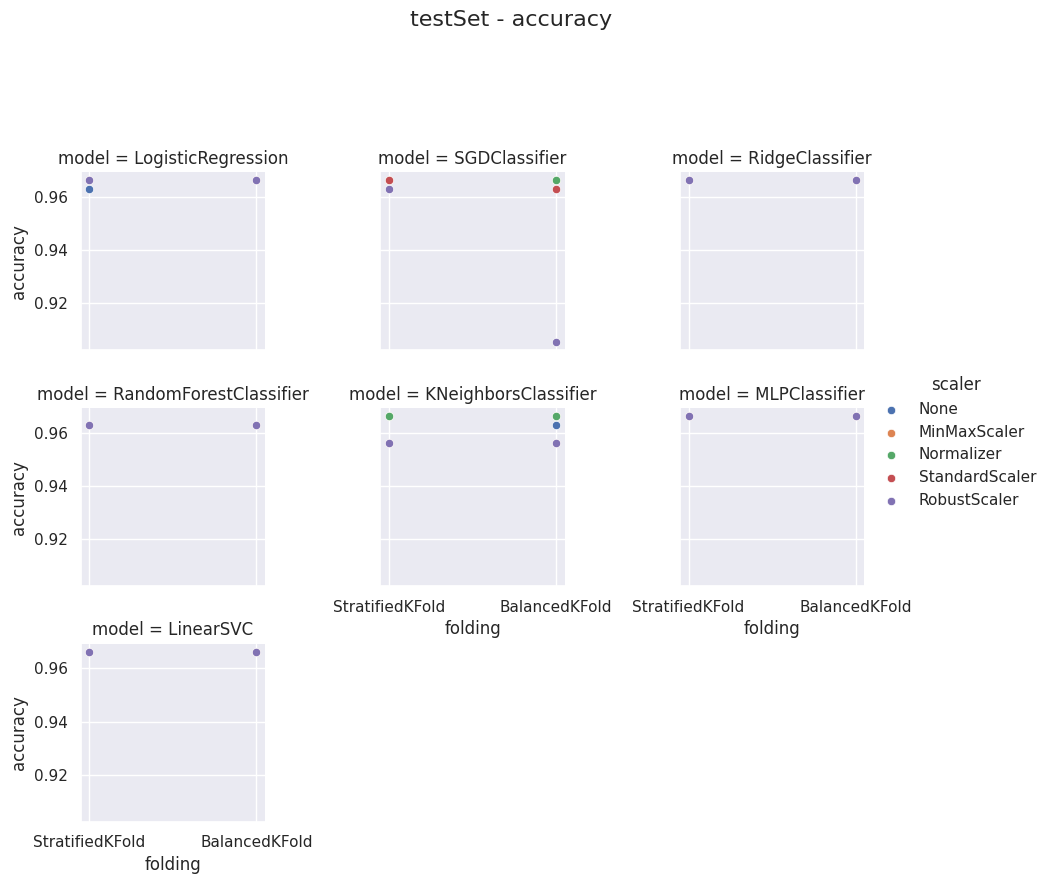 testSet - accuracy
model = LogisticRegression
model = SGDClassifier
model = RidgeClassifier
accuracy
0.96
0.94
0.92
model = RandomForestClassifier
model = KNeighborsClassifier
model = MLPClassifier
accuracy
0.96
0.94
0.92
StratifiedKFold
BalancedKFold
folding
StratifiedKFold
BalancedKFold
folding
scaler
None
MinMaxScaler
Normalizer
StandardScaler
RobustScaler
model = LinearSVC
accuracy
0.96
0.94
0.92
StratifiedKFold
BalancedKFold
folding